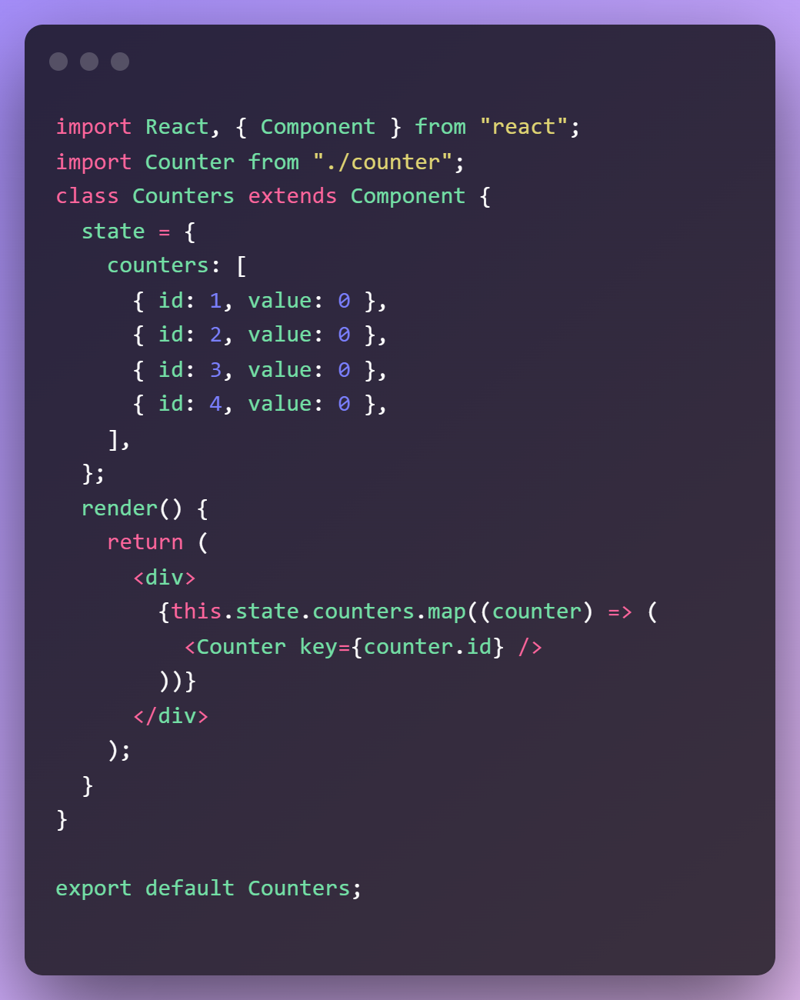 import React, { Component } from "react";
import Counter from "./counter";
class Counters extends Component {
  state = {
    counters: [
      { id: 1, value: 0 },
      { id: 2, value: 0 },
      { id: 3, value: 0 },
      { id: 4, value: 0 },
    ],
  };
  render() {
    return (
      <div>
        {this.state.counters.map((counter) => (
          <Counter key={counter.id} />
        ))}
      </div>
    );
  }
}

export default Counters;